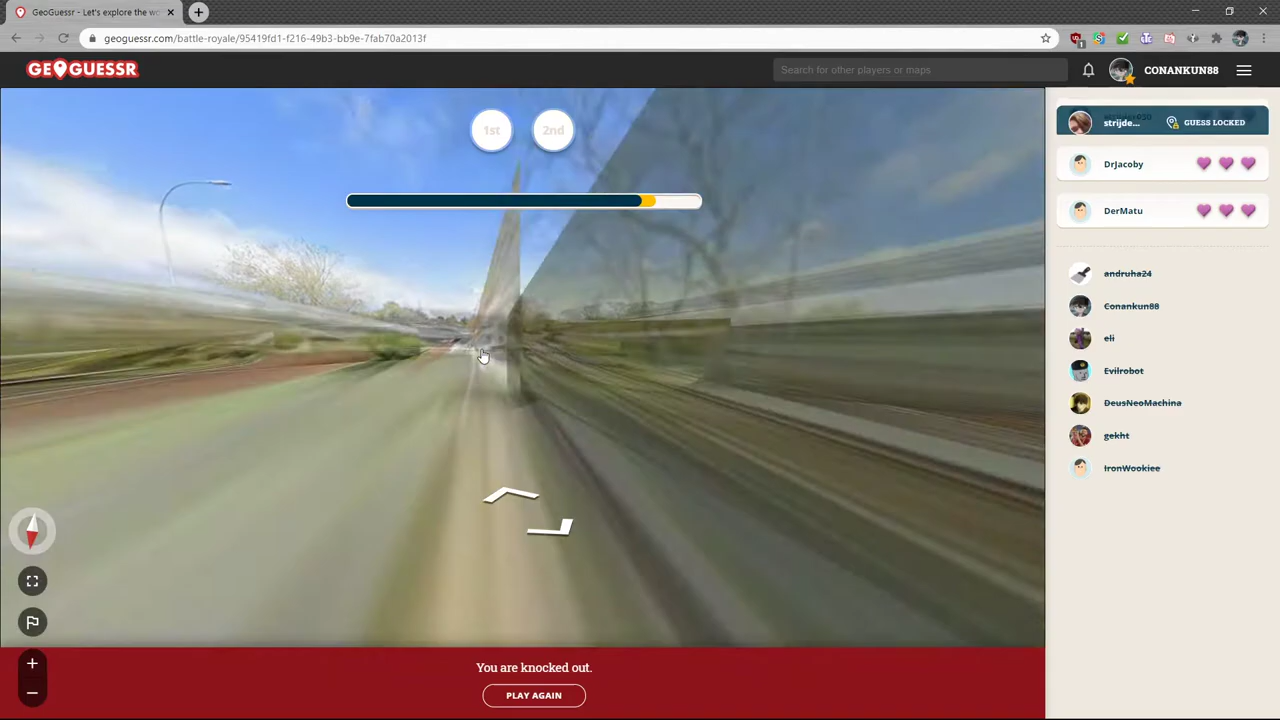 GeoGuessr - Let's explore the wo
geoguessr.com/battle-royale/95419fd1-f216-49b3-bb9e-7fab70a2013f
GEOGUESSR
Search for other players or maps
CONANKUN88
1st
2nd
strijde...
GUESS LOCKED
DrJacoby
DerMatu
andruha24
Conankun88
eli
Evilrobot
DeusNeoMachina
gekht
IronWookiee
You are knocked out.
PLAY AGAIN